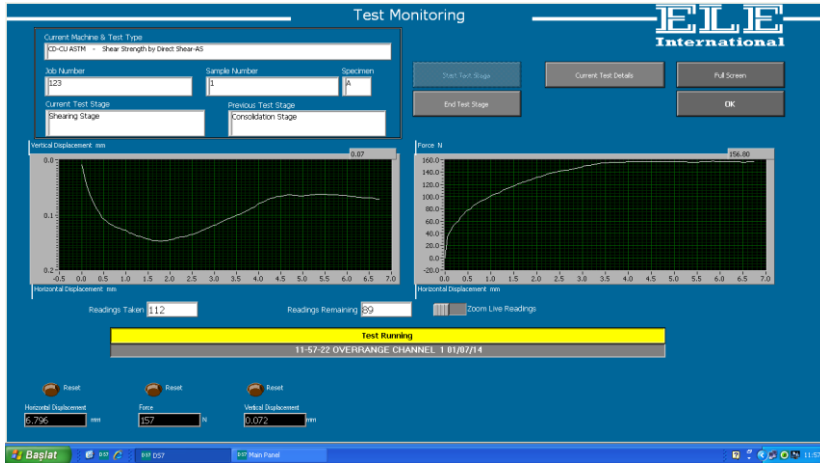 Test Monitoring
ELE
International
Current Machine & Test Type
CD-CU ASTM - Shear Strength by Direct Shear-AS
Job Number Sample Number Specimen
123 1 A
Current Test Stage Previous Test Stage
Shearing Stage Consolidation Stage
Start Test Stage Current Test Details Full Screen
End Test Stage OK
Vertical Displacement mm
0.07
0.0
0.1
0.2
-0.5 0.0 0.5 1.0 1.5 2.0 2.5 3.0 3.5 4.0 4.5 5.0 5.5 6.0 6.5 7.0
Horizontal Displacement mm
Force N
156.80
160.0
140.0
120.0
100.0
80.0
60.0
40.0
20.0
0.0
-20.0
0.0 0.5 1.0 1.5 2.0 2.5 3.0 3.5 4.0 4.5 5.0 5.5 6.0 6.5 7.0
Horizontal Displacement mm
Readings Taken 112 Readings Remaining 89 Zoom Live Readings
Test Running
11-57-22 OVERRANGE CHANNEL 1 01/07/14
Reset Reset Reset
Horizontal Displacement Force Vertical Displacement
6.796 mm 157 N 0.072 mm
Başlat DS7 DS7 DS7 DS7 Main Panel 11:57